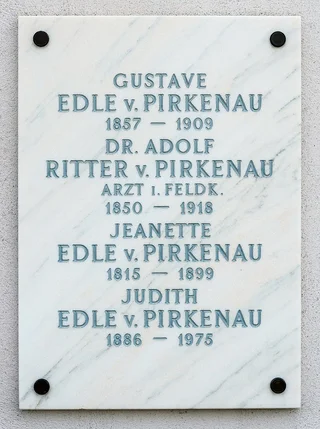 GUSTAVE
EDLE v. PIRKENAU
1857 — 1909
DR. ADOLF
RITTER v. PIRKENAU
ARZT I. FELDK.
1850 — 1918
JEANETTE
EDLE v. PIRKENAU
1815 — 1899
JUDITH
EDLE v. PIRKENAU
1886 — 1975